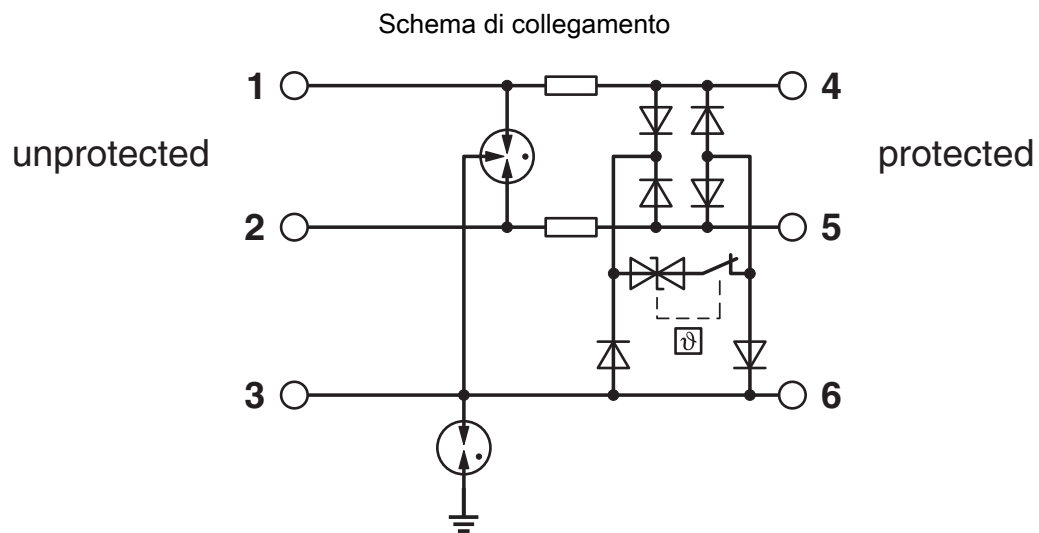 Schema di collegamento
1 4
unprotected protected
2 5
ϑ
3 6